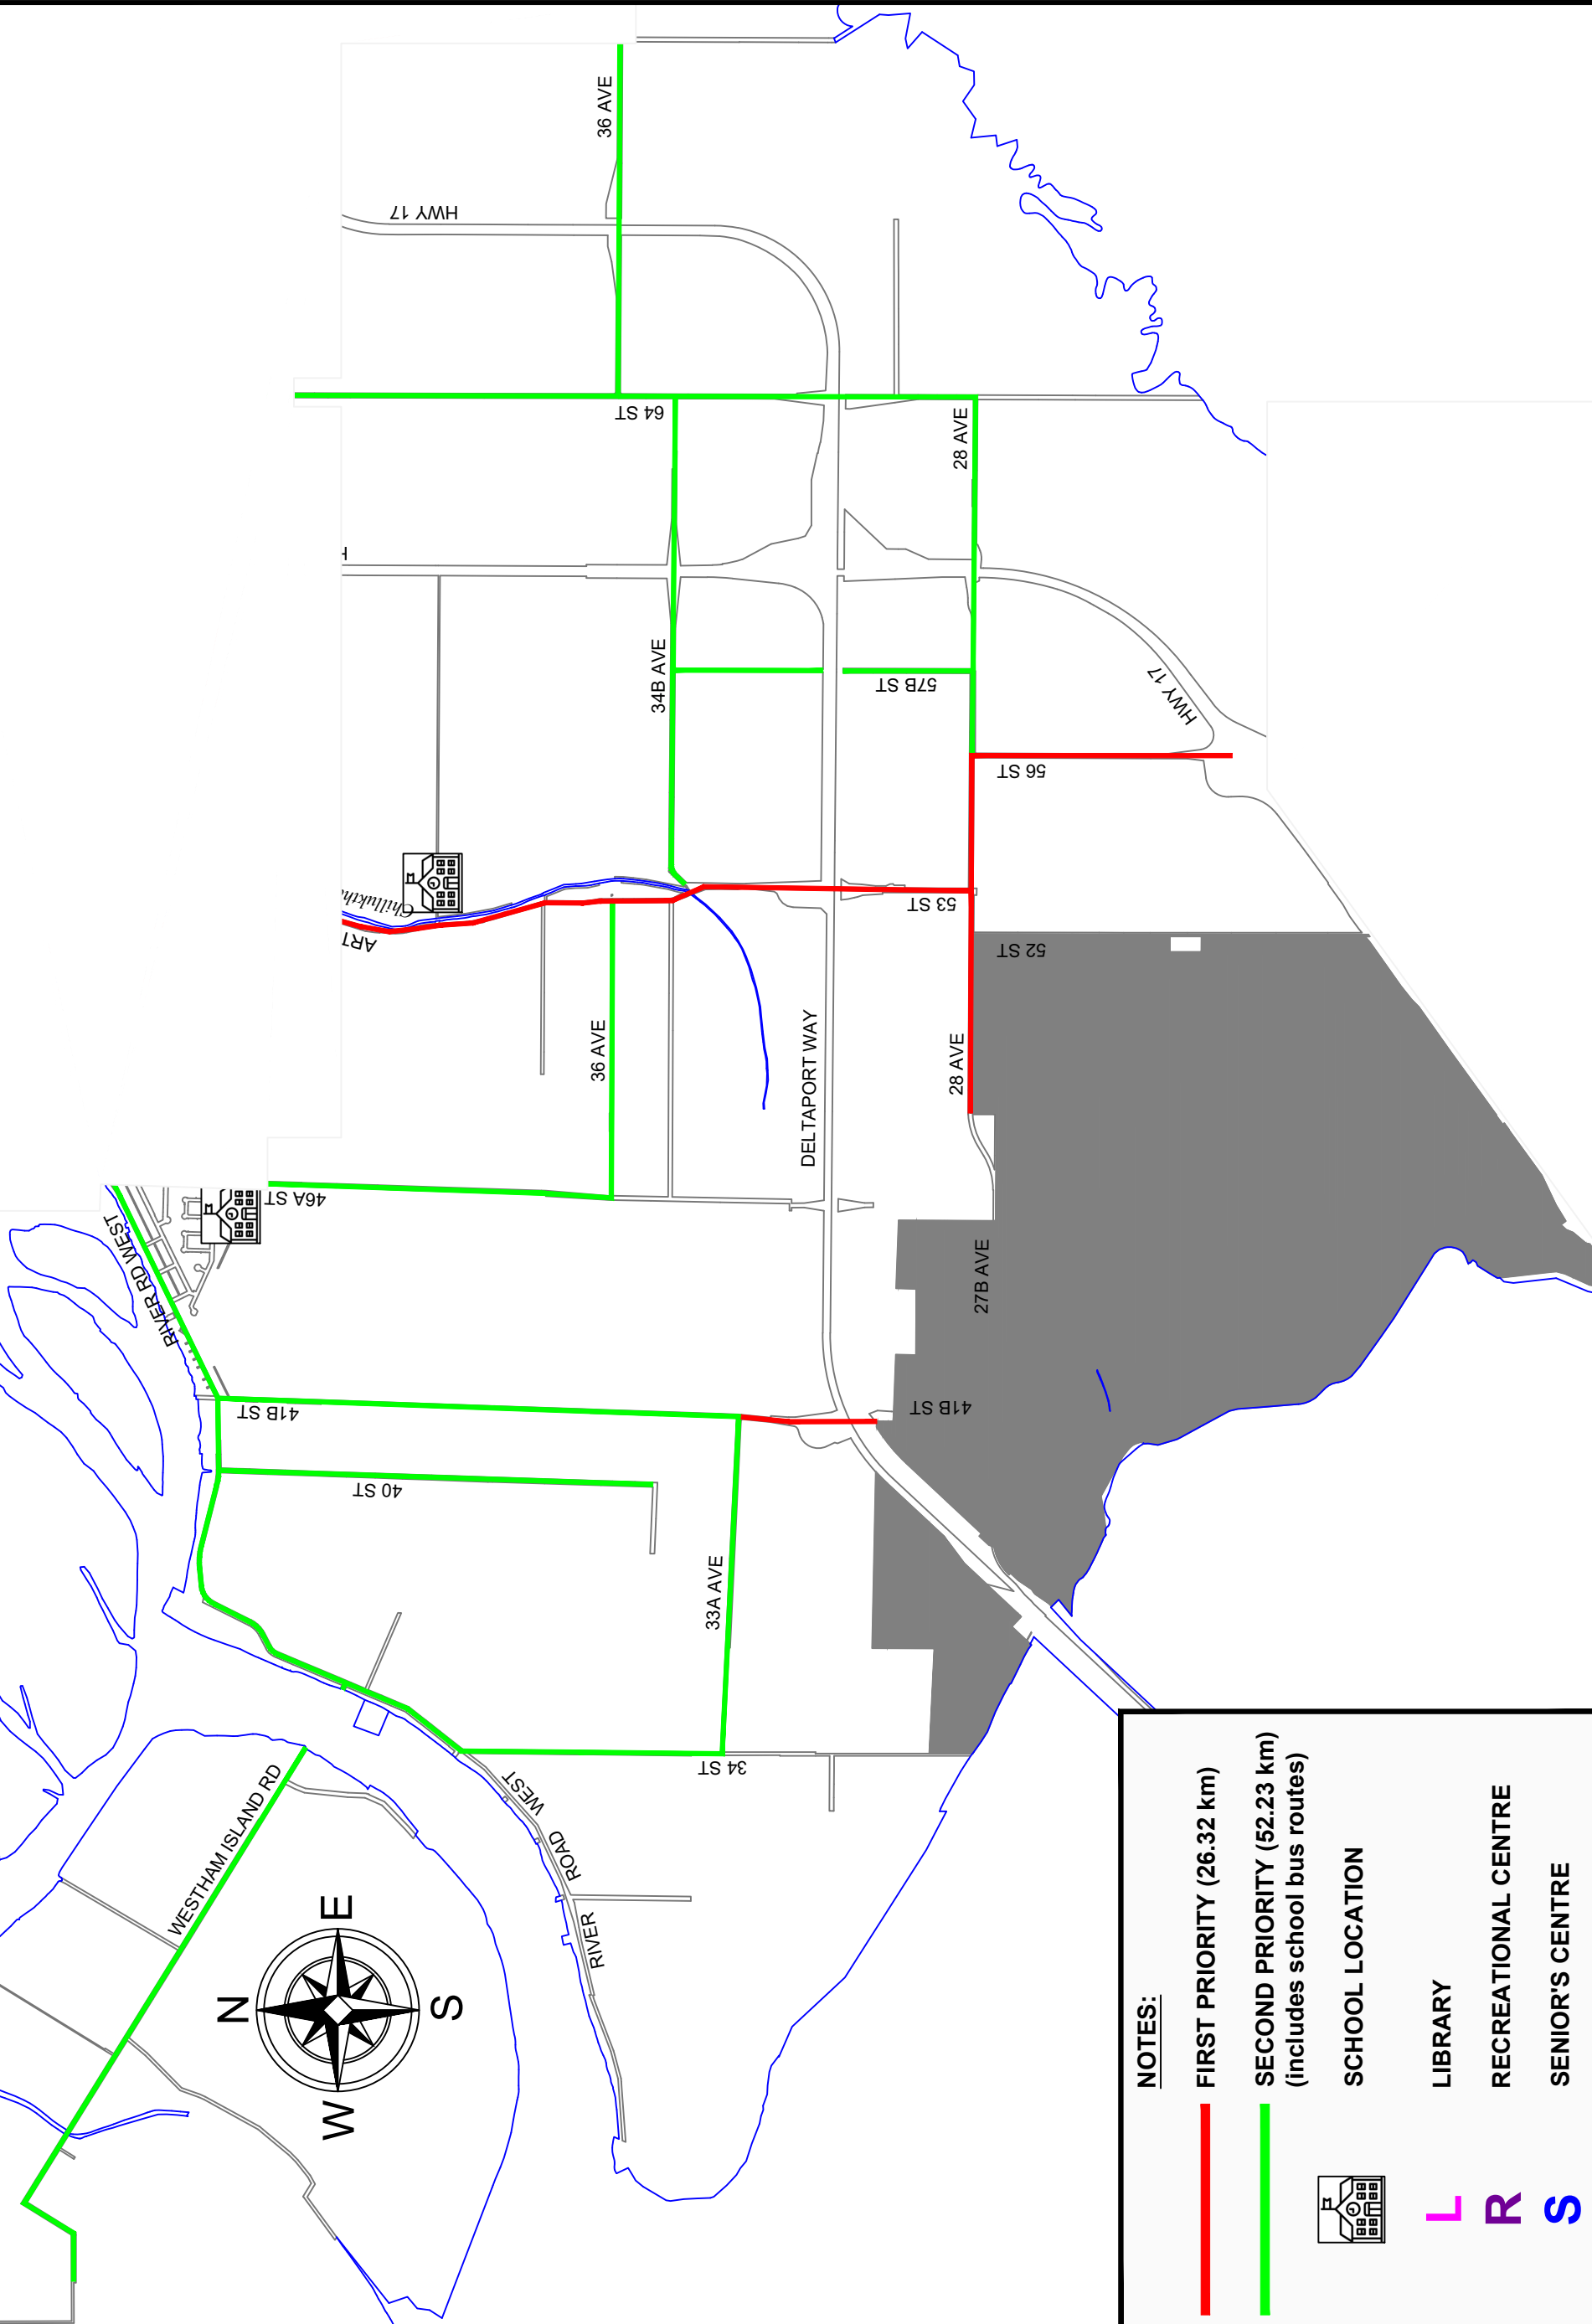 36 AVE
HWY 17
64 ST
28 AVE
H
34B AVE
57B ST
HWY 17
56 ST
Chillukth
ART
53 ST
52 ST
36 AVE
DELTAPORT WAY
28 AVE
46A ST
RIVER RD WEST
27B AVE
41B ST
41B ST
40 ST
33A AVE
34 ST
WESTHAM ISLAND RD
RIVER ROAD WEST
N
E
S
W
NOTES:
FIRST PRIORITY (26.32 km)
SECOND PRIORITY (52.23 km)
(includes school bus routes)
SCHOOL LOCATION
L LIBRARY
R RECREATIONAL CENTRE
S SENIOR'S CENTRE